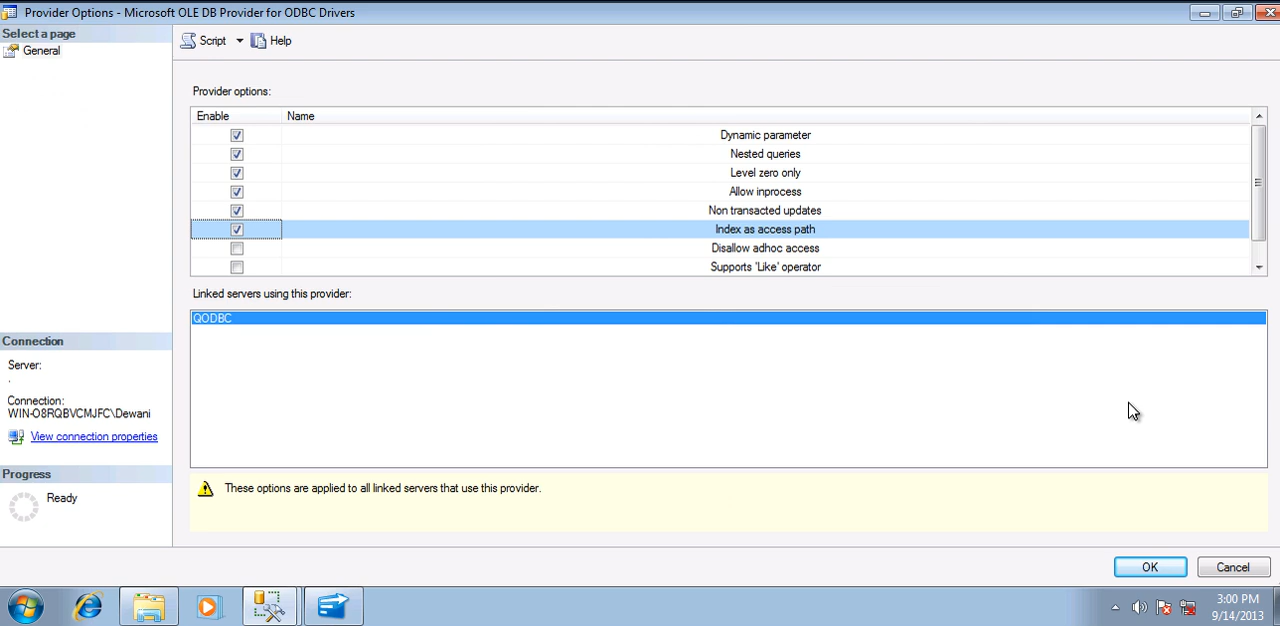 Provider Options - Microsoft OLE DB Provider for ODBC Drivers
Select a page
General
Script
Help
Provider options:
Enable Name
Dynamic parameter
Nested queries
Level zero only
Allow inprocess
Non transacted updates
Index as access path
Disallow adhoc access
Supports 'Like' operator
Linked servers using this provider:
QODBC
Connection
Server:
.
Connection:
WIN-O8RQBVCMJFC\Dewani
View connection properties
Progress
Ready
These options are applied to all linked servers that use this provider.
OK Cancel
3:00 PM
9/14/2013